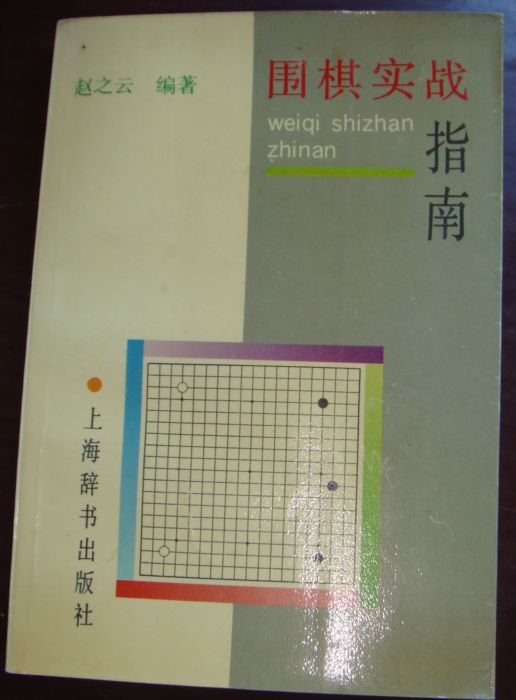 赵之云 编著
围棋实战
weiqi shizhan
zhinan
指南
上海辞书出版社